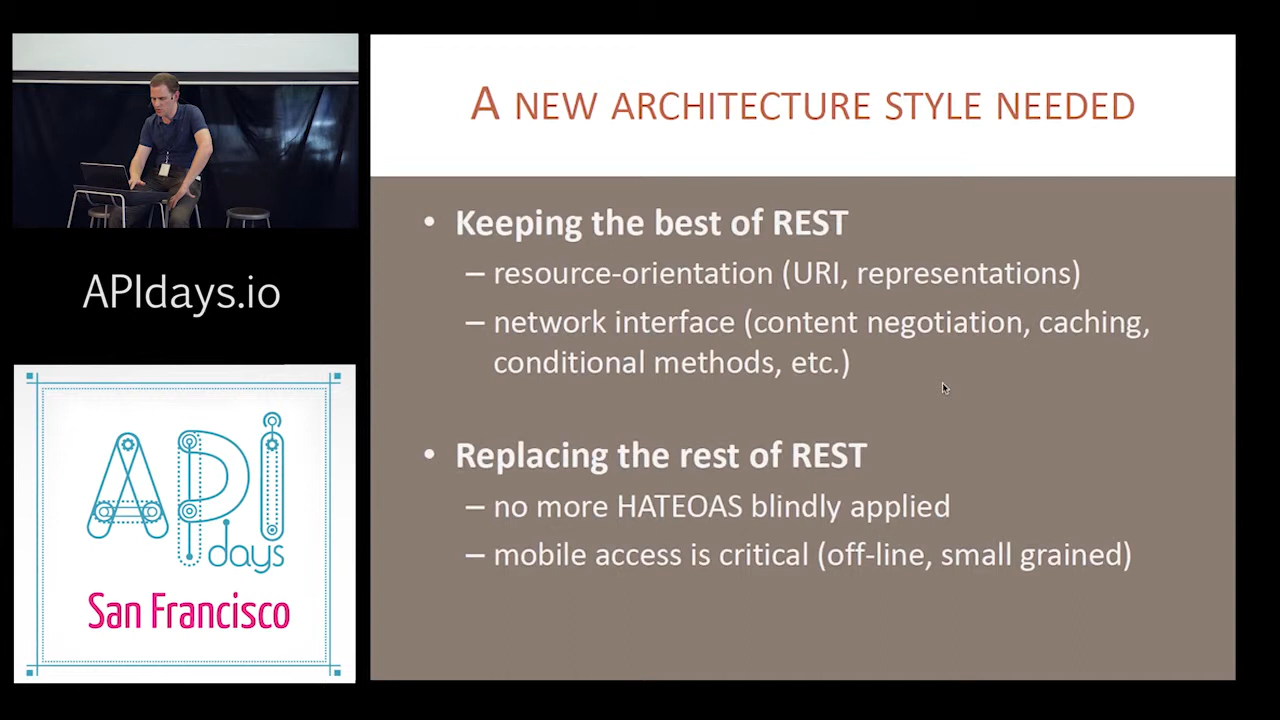 A NEW ARCHITECTURE STYLE NEEDED
• Keeping the best of REST
– resource-orientation (URI, representations)
– network interface (content negotiation, caching,
conditional methods, etc.)
• Replacing the rest of REST
– no more HATEOAS blindly applied
– mobile access is critical (off-line, small grained)
APIdays.io
API
days
San Francisco